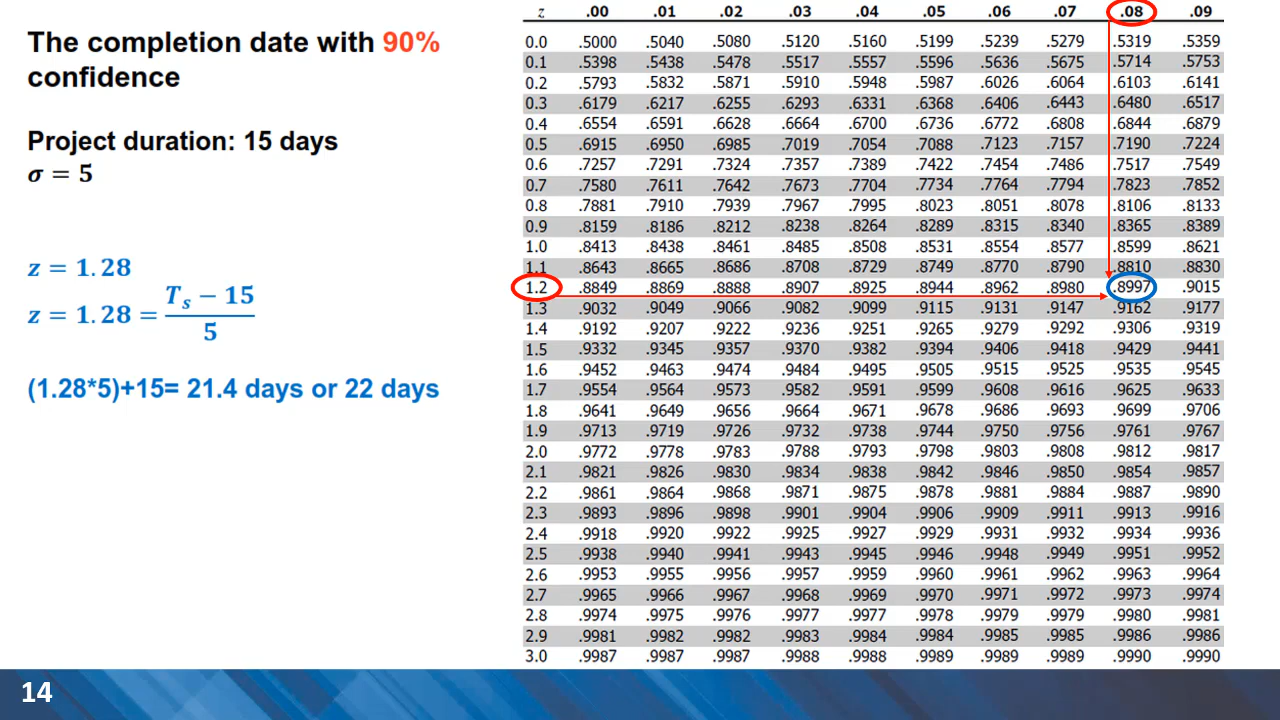 The completion date with 90%
confidence
Project duration: 15 days
σ = 5
z = 1.28
z = 1.28 = (Ts − 15) / 5
(1.28*5)+15= 21.4 days or 22 days
z .00 .01 .02 .03 .04 .05 .06 .07 .08 .09
0.0 .5000 .5040 .5080 .5120 .5160 .5199 .5239 .5279 .5319 .5359
0.1 .5398 .5438 .5478 .5517 .5557 .5596 .5636 .5675 .5714 .5753
0.2 .5793 .5832 .5871 .5910 .5948 .5987 .6026 .6064 .6103 .6141
0.3 .6179 .6217 .6255 .6293 .6331 .6368 .6406 .6443 .6480 .6517
0.4 .6554 .6591 .6628 .6664 .6700 .6736 .6772 .6808 .6844 .6879
0.5 .6915 .6950 .6985 .7019 .7054 .7088 .7123 .7157 .7190 .7224
0.6 .7257 .7291 .7324 .7357 .7389 .7422 .7454 .7486 .7517 .7549
0.7 .7580 .7611 .7642 .7673 .7704 .7734 .7764 .7794 .7823 .7852
0.8 .7881 .7910 .7939 .7967 .7995 .8023 .8051 .8078 .8106 .8133
0.9 .8159 .8186 .8212 .8238 .8264 .8289 .8315 .8340 .8365 .8389
1.0 .8413 .8438 .8461 .8485 .8508 .8531 .8554 .8577 .8599 .8621
1.1 .8643 .8665 .8686 .8708 .8729 .8749 .8770 .8790 .8810 .8830
1.2 .8849 .8869 .8888 .8907 .8925 .8944 .8962 .8980 .8997 .9015
1.3 .9032 .9049 .9066 .9082 .9099 .9115 .9131 .9147 .9162 .9177
1.4 .9192 .9207 .9222 .9236 .9251 .9265 .9279 .9292 .9306 .9319
1.5 .9332 .9345 .9357 .9370 .9382 .9394 .9406 .9418 .9429 .9441
1.6 .9452 .9463 .9474 .9484 .9495 .9505 .9515 .9525 .9535 .9545
1.7 .9554 .9564 .9573 .9582 .9591 .9599 .9608 .9616 .9625 .9633
1.8 .9641 .9649 .9656 .9664 .9671 .9678 .9686 .9693 .9699 .9706
1.9 .9713 .9719 .9726 .9732 .9738 .9744 .9750 .9756 .9761 .9767
2.0 .9772 .9778 .9783 .9788 .9793 .9798 .9803 .9808 .9812 .9817
2.1 .9821 .9826 .9830 .9834 .9838 .9842 .9846 .9850 .9854 .9857
2.2 .9861 .9864 .9868 .9871 .9875 .9878 .9881 .9884 .9887 .9890
2.3 .9893 .9896 .9898 .9901 .9904 .9906 .9909 .9911 .9913 .9916
2.4 .9918 .9920 .9922 .9925 .9927 .9929 .9931 .9932 .9934 .9936
2.5 .9938 .9940 .9941 .9943 .9945 .9946 .9948 .9949 .9951 .9952
2.6 .9953 .9955 .9956 .9957 .9959 .9960 .9961 .9962 .9963 .9964
2.7 .9965 .9966 .9967 .9968 .9969 .9970 .9971 .9972 .9973 .9974
2.8 .9974 .9975 .9976 .9977 .9977 .9978 .9979 .9979 .9980 .9981
2.9 .9981 .9982 .9982 .9983 .9984 .9984 .9985 .9985 .9986 .9986
3.0 .9987 .9987 .9987 .9988 .9988 .9989 .9989 .9989 .9990 .9990
14